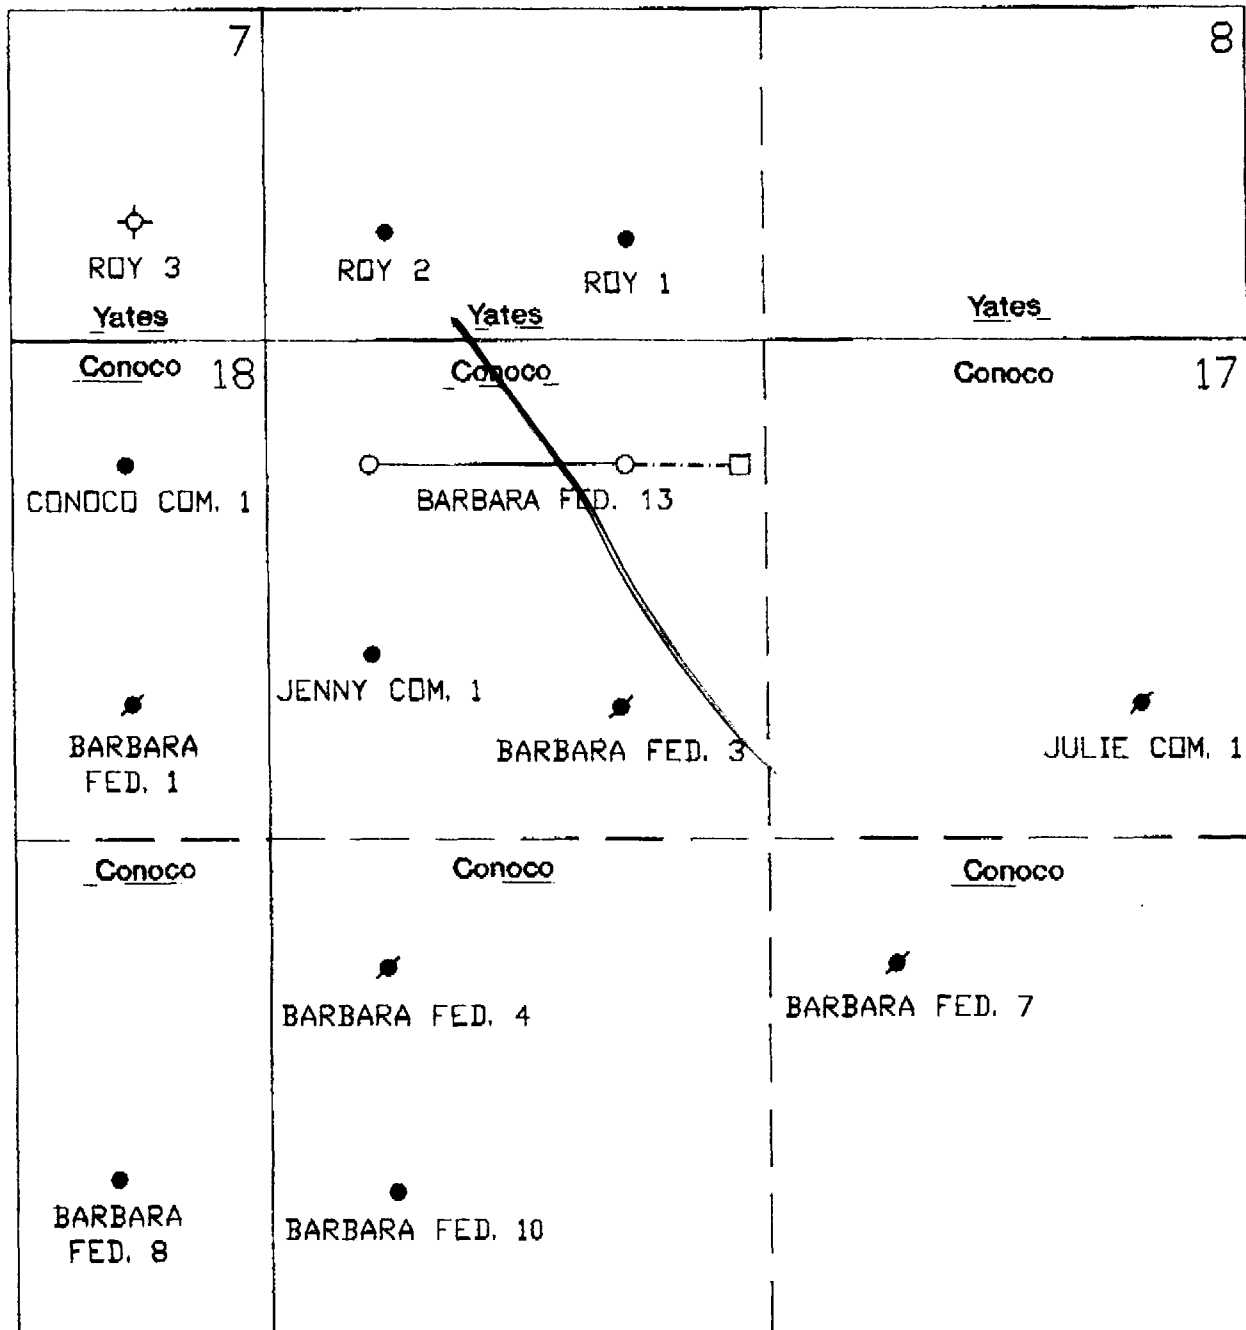 7
8
ROY 3
ROY 2
ROY 1
Yates
Yates
Yates
Conoco
18
Conoco
Conoco
17
CONOCO COM. 1
BARBARA FED. 13
JENNY COM. 1
BARBARA
FED. 1
BARBARA FED. 3
JULIE COM. 1
Conoco
Conoco
Conoco
BARBARA FED. 4
BARBARA FED. 7
BARBARA
FED. 8
BARBARA FED. 10